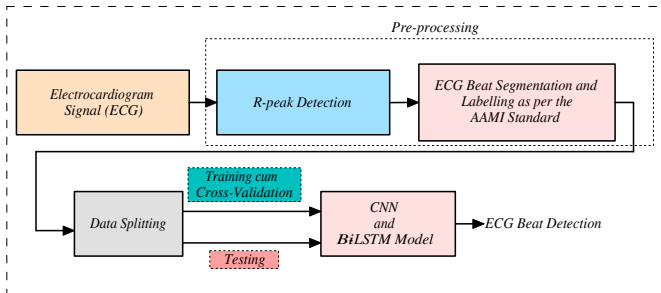 Pre-processing
Electrocardiogram
Signal (ECG)
R-peak Detection
ECG Beat Segmentation and
Labelling as per the
AAMI Standard
Training cum
Cross-Validation
Data Splitting
CNN
and
BiLSTM Model
ECG Beat Detection
Testing